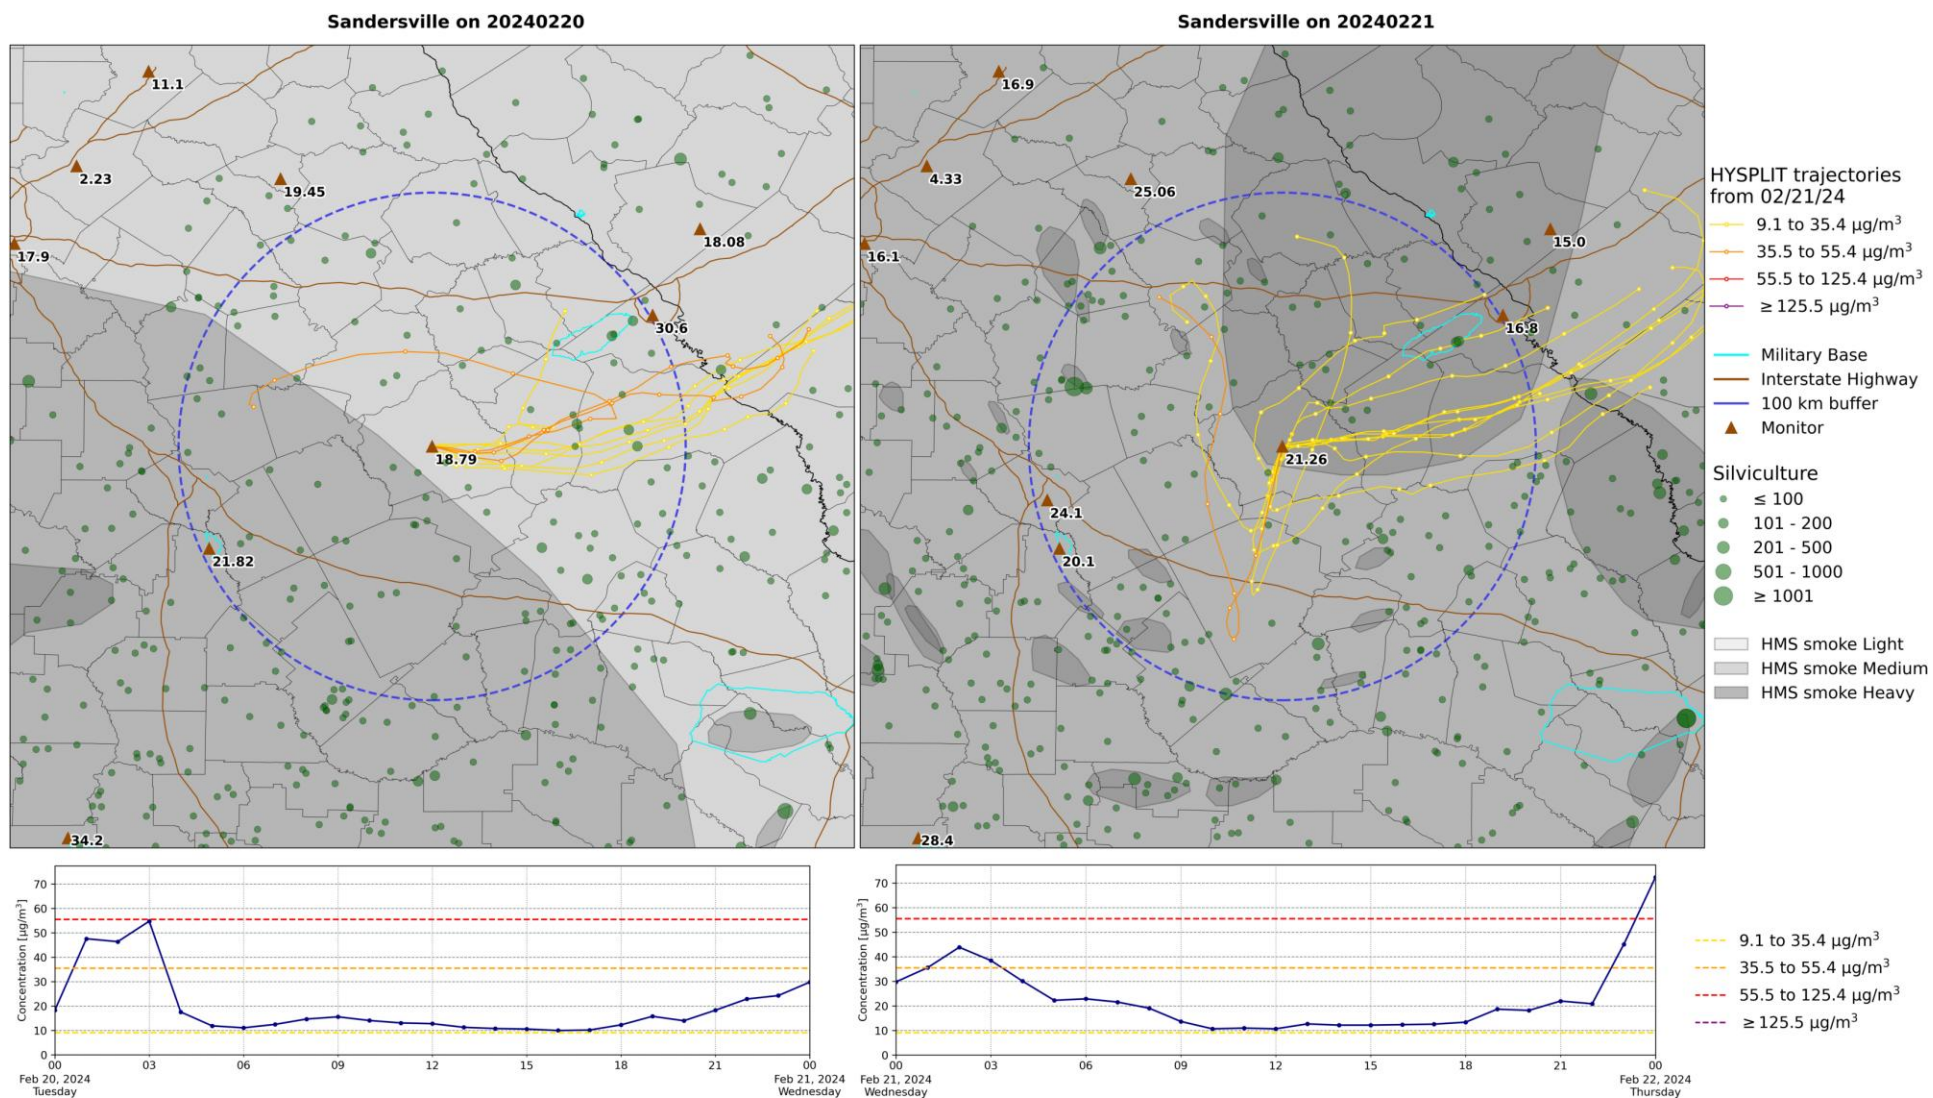 Sandersville on 20240220
11.1
2.23
19.45
17.9
18.08
30.6
18.79
21.82
34.2
Sandersville on 20240221
16.9
4.33
25.06
16.1
15.0
16.8
21.26
24.1
20.1
28.4
HYSPLIT trajectories
from 02/21/24
9.1 to 35.4 µg/m³
35.5 to 55.4 µg/m³
55.5 to 125.4 µg/m³
≥ 125.5 µg/m³
Military Base
Interstate Highway
100 km buffer
Monitor
Silviculture
≤ 100
101 - 200
201 - 500
501 - 1000
≥ 1001
HMS smoke Light
HMS smoke Medium
HMS smoke Heavy
Concentration [µg/m³]
70
60
50
40
30
20
10
0
00 03 06 09 12 15 18 21 00
Feb 20, 2024 Feb 21, 2024
Tuesday Wednesday
Concentration [µg/m³]
70
60
50
40
30
20
10
0
00 03 06 09 12 15 18 21 00
Feb 21, 2024 Feb 22, 2024
Wednesday Thursday
9.1 to 35.4 µg/m³
35.5 to 55.4 µg/m³
55.5 to 125.4 µg/m³
≥ 125.5 µg/m³